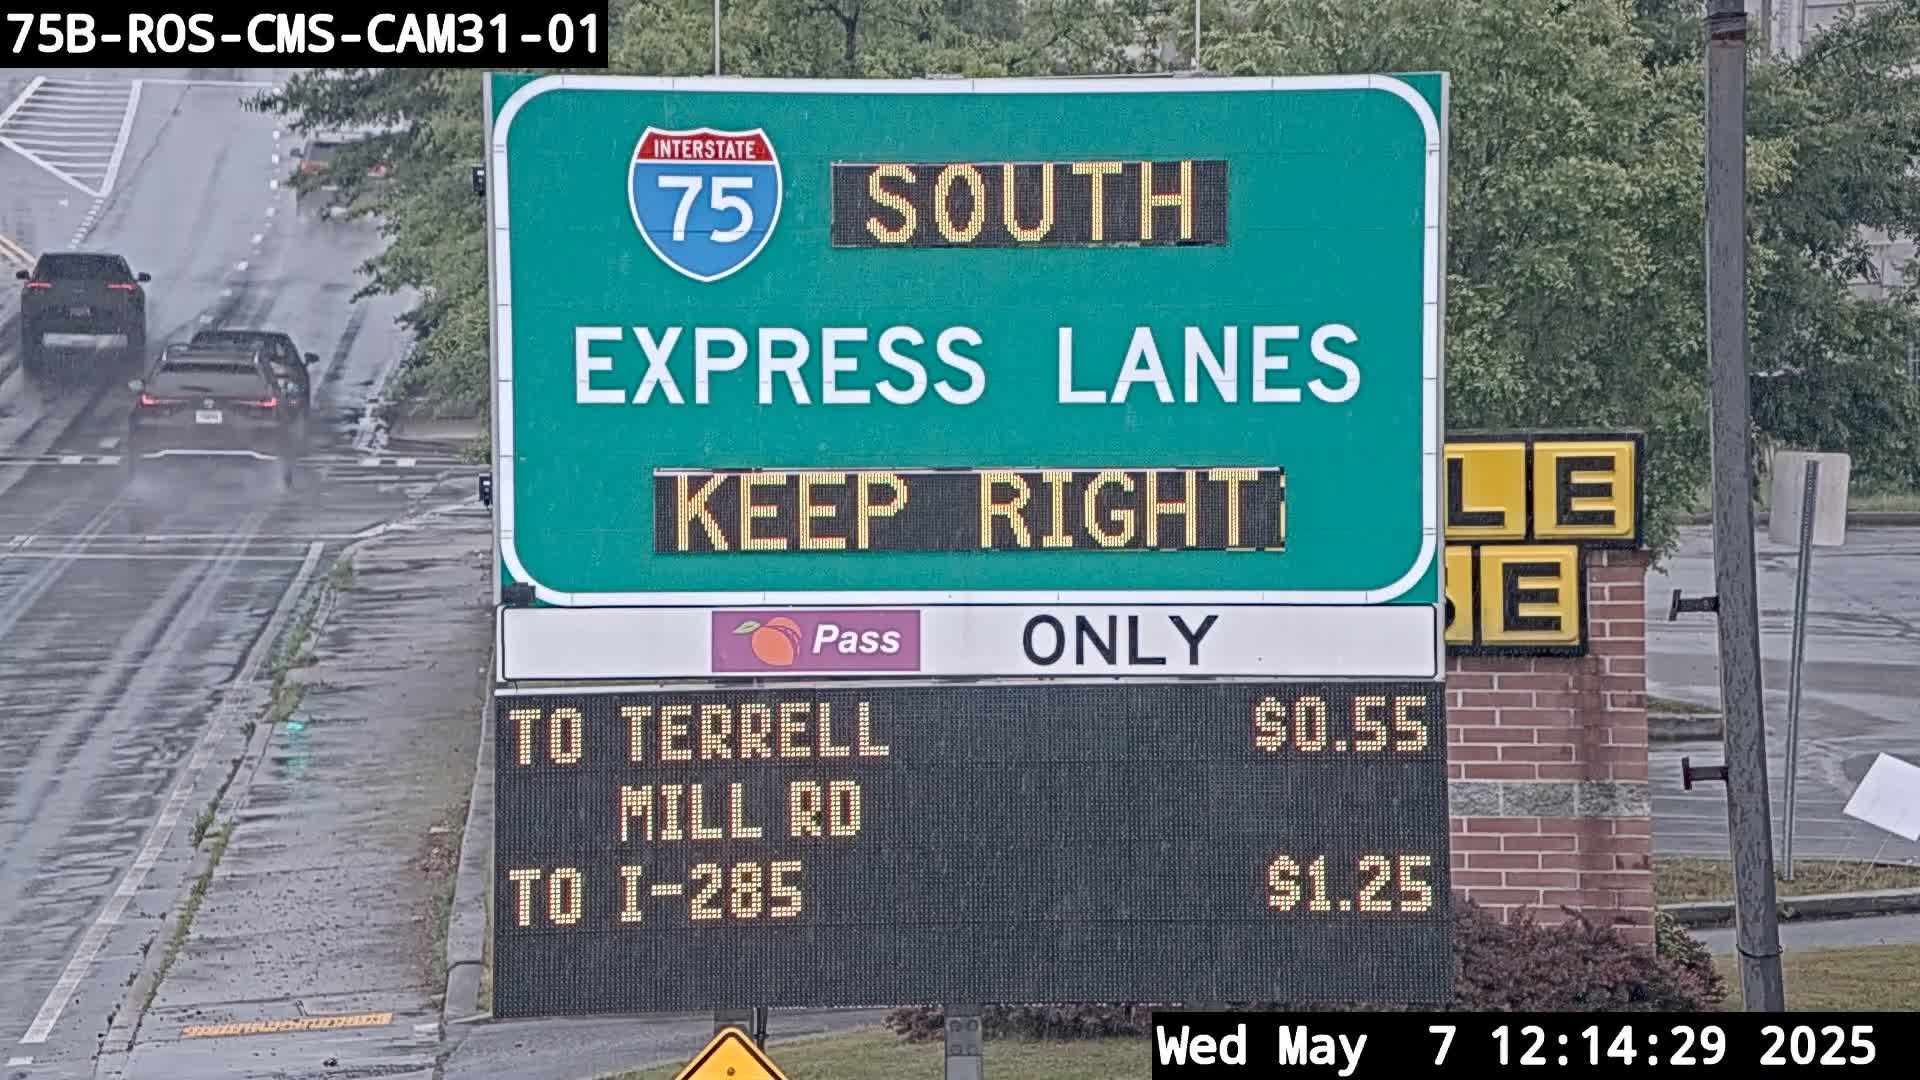 75B-ROS-CMS-CAM31-01
INTERSTATE
75
SOUTH
EXPRESS LANES
KEEP RIGHT
Pass ONLY
TO TERRELL $0.55
MILL RD
TO I-285 $1.25
LE
E
Wed May 7 12:14:29 2025